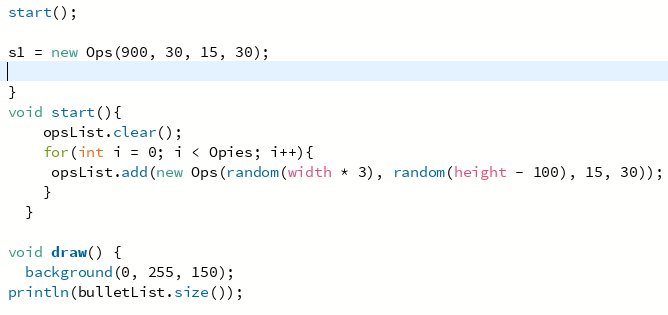 start();
s1 = new Ops(900, 30, 15, 30);
}
void start(){
opsList.clear();
for(int i = 0; i < Opies; i++){
opsList.add(new Ops(random(width * 3), random(height - 100), 15, 30));
}
}
void draw() {
background(0, 255, 150);
println(bulletList.size());